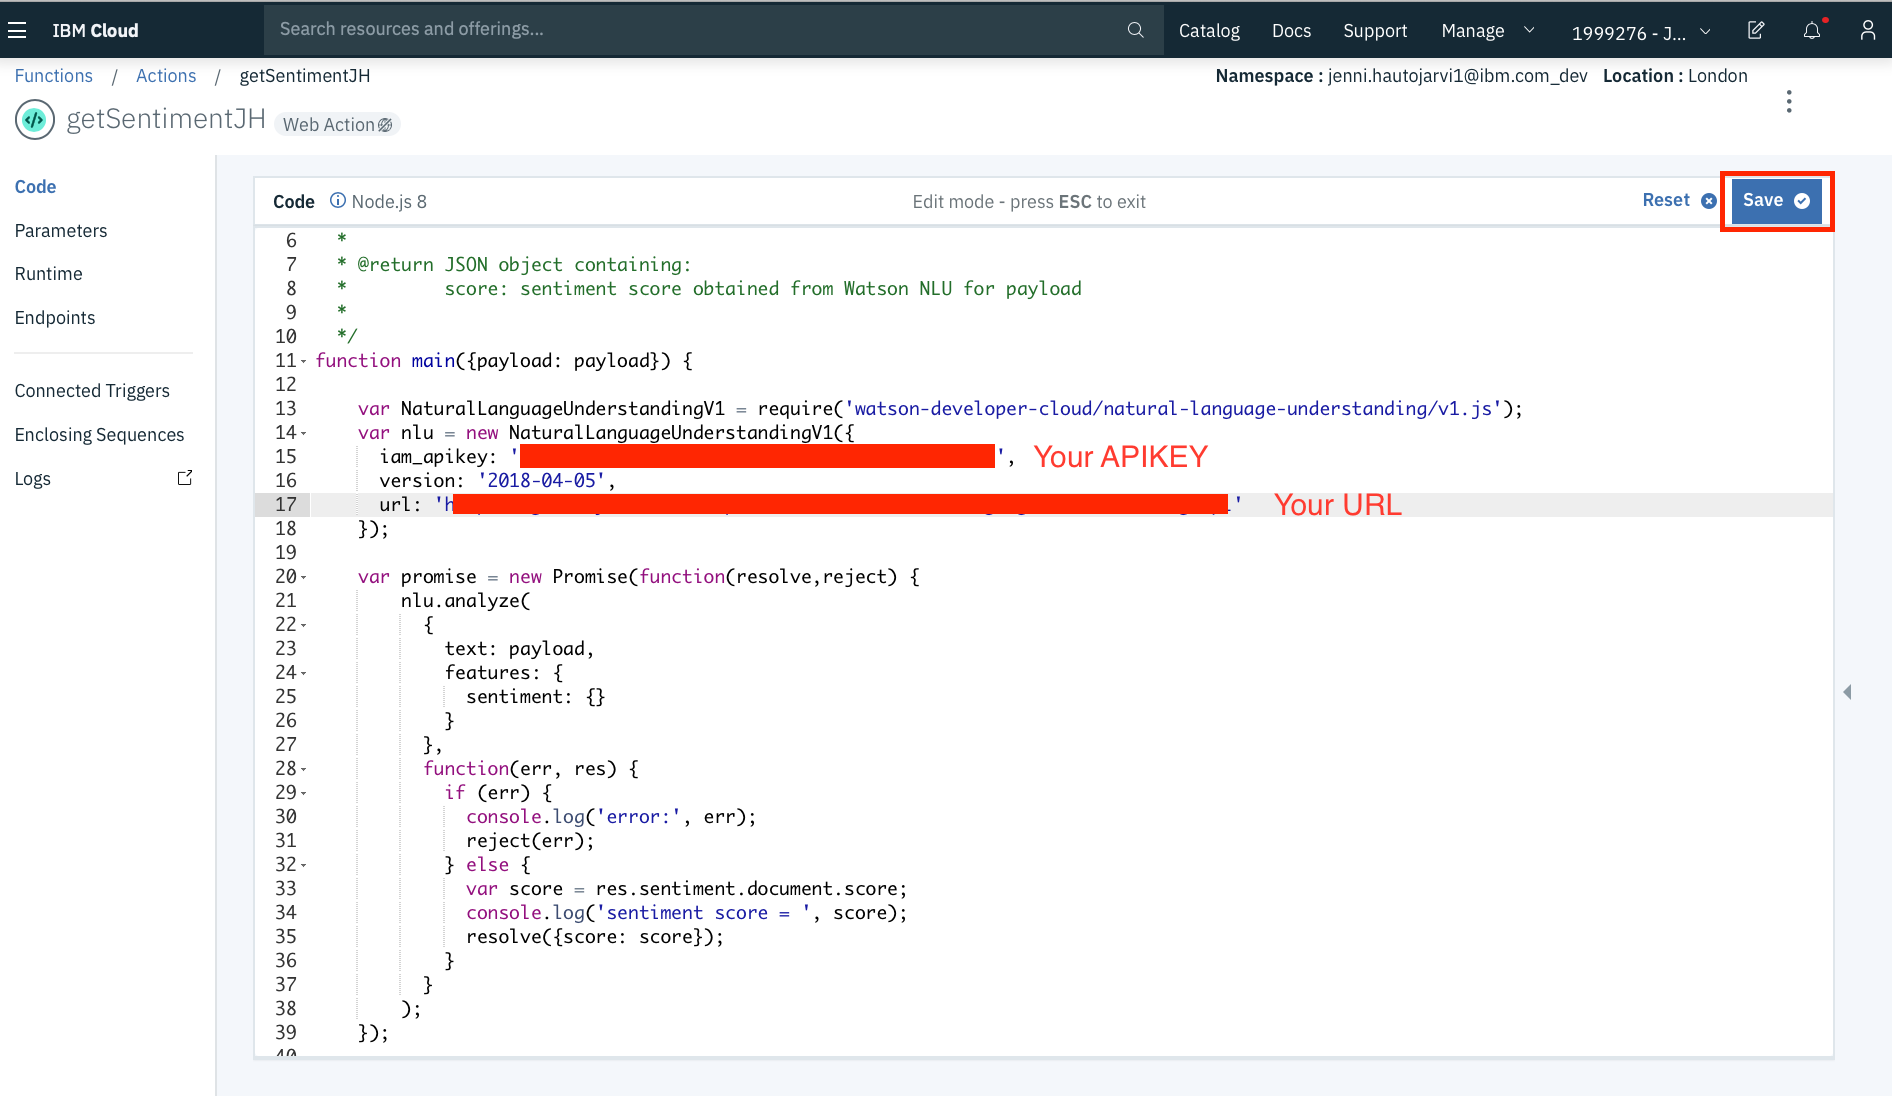 IBM Cloud
Search resources and offerings...
Catalog
Docs
Support
Manage
1999276 - J...
Functions / Actions / getSentimentJH
Namespace : jenni.hautojarvi1@ibm.com_dev Location : London
getSentimentJH
Web Action
Code
Parameters
Runtime
Endpoints
Connected Triggers
Enclosing Sequences
Logs
Code Node.js 8
Edit mode - press ESC to exit
Reset
Save
6 *
7 * @return JSON object containing:
8 * score: sentiment score obtained from Watson NLU for payload
9 *
10 */
11 function main({payload: payload}) {
12
13 var NaturalLanguageUnderstandingV1 = require('watson-developer-cloud/natural-language-understanding/v1.js');
14 var nlu = new NaturalLanguageUnderstandingV1({
15 iam_apikey: ' ', Your APIKEY
16 version: '2018-04-05',
17 url: 'h ' Your URL
18 });
19
20 var promise = new Promise(function(resolve,reject) {
21 nlu.analyze(
22 {
23 text: payload,
24 features: {
25 sentiment: {}
26 }
27 },
28 function(err, res) {
29 if (err) {
30 console.log('error:', err);
31 reject(err);
32 } else {
33 var score = res.sentiment.document.score;
34 console.log('sentiment score = ', score);
35 resolve({score: score});
36 }
37 }
38 );
39 });
40